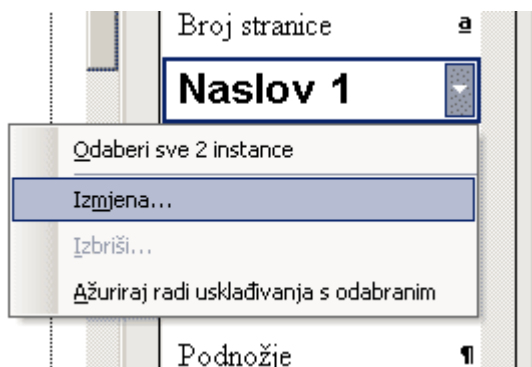 Broj stranice a
Naslov 1
Odaberi sve 2 instance
Izmjena...
Izbriši...
Ažuriraj radi usklađivanja s odabranim
Podnožje ¶